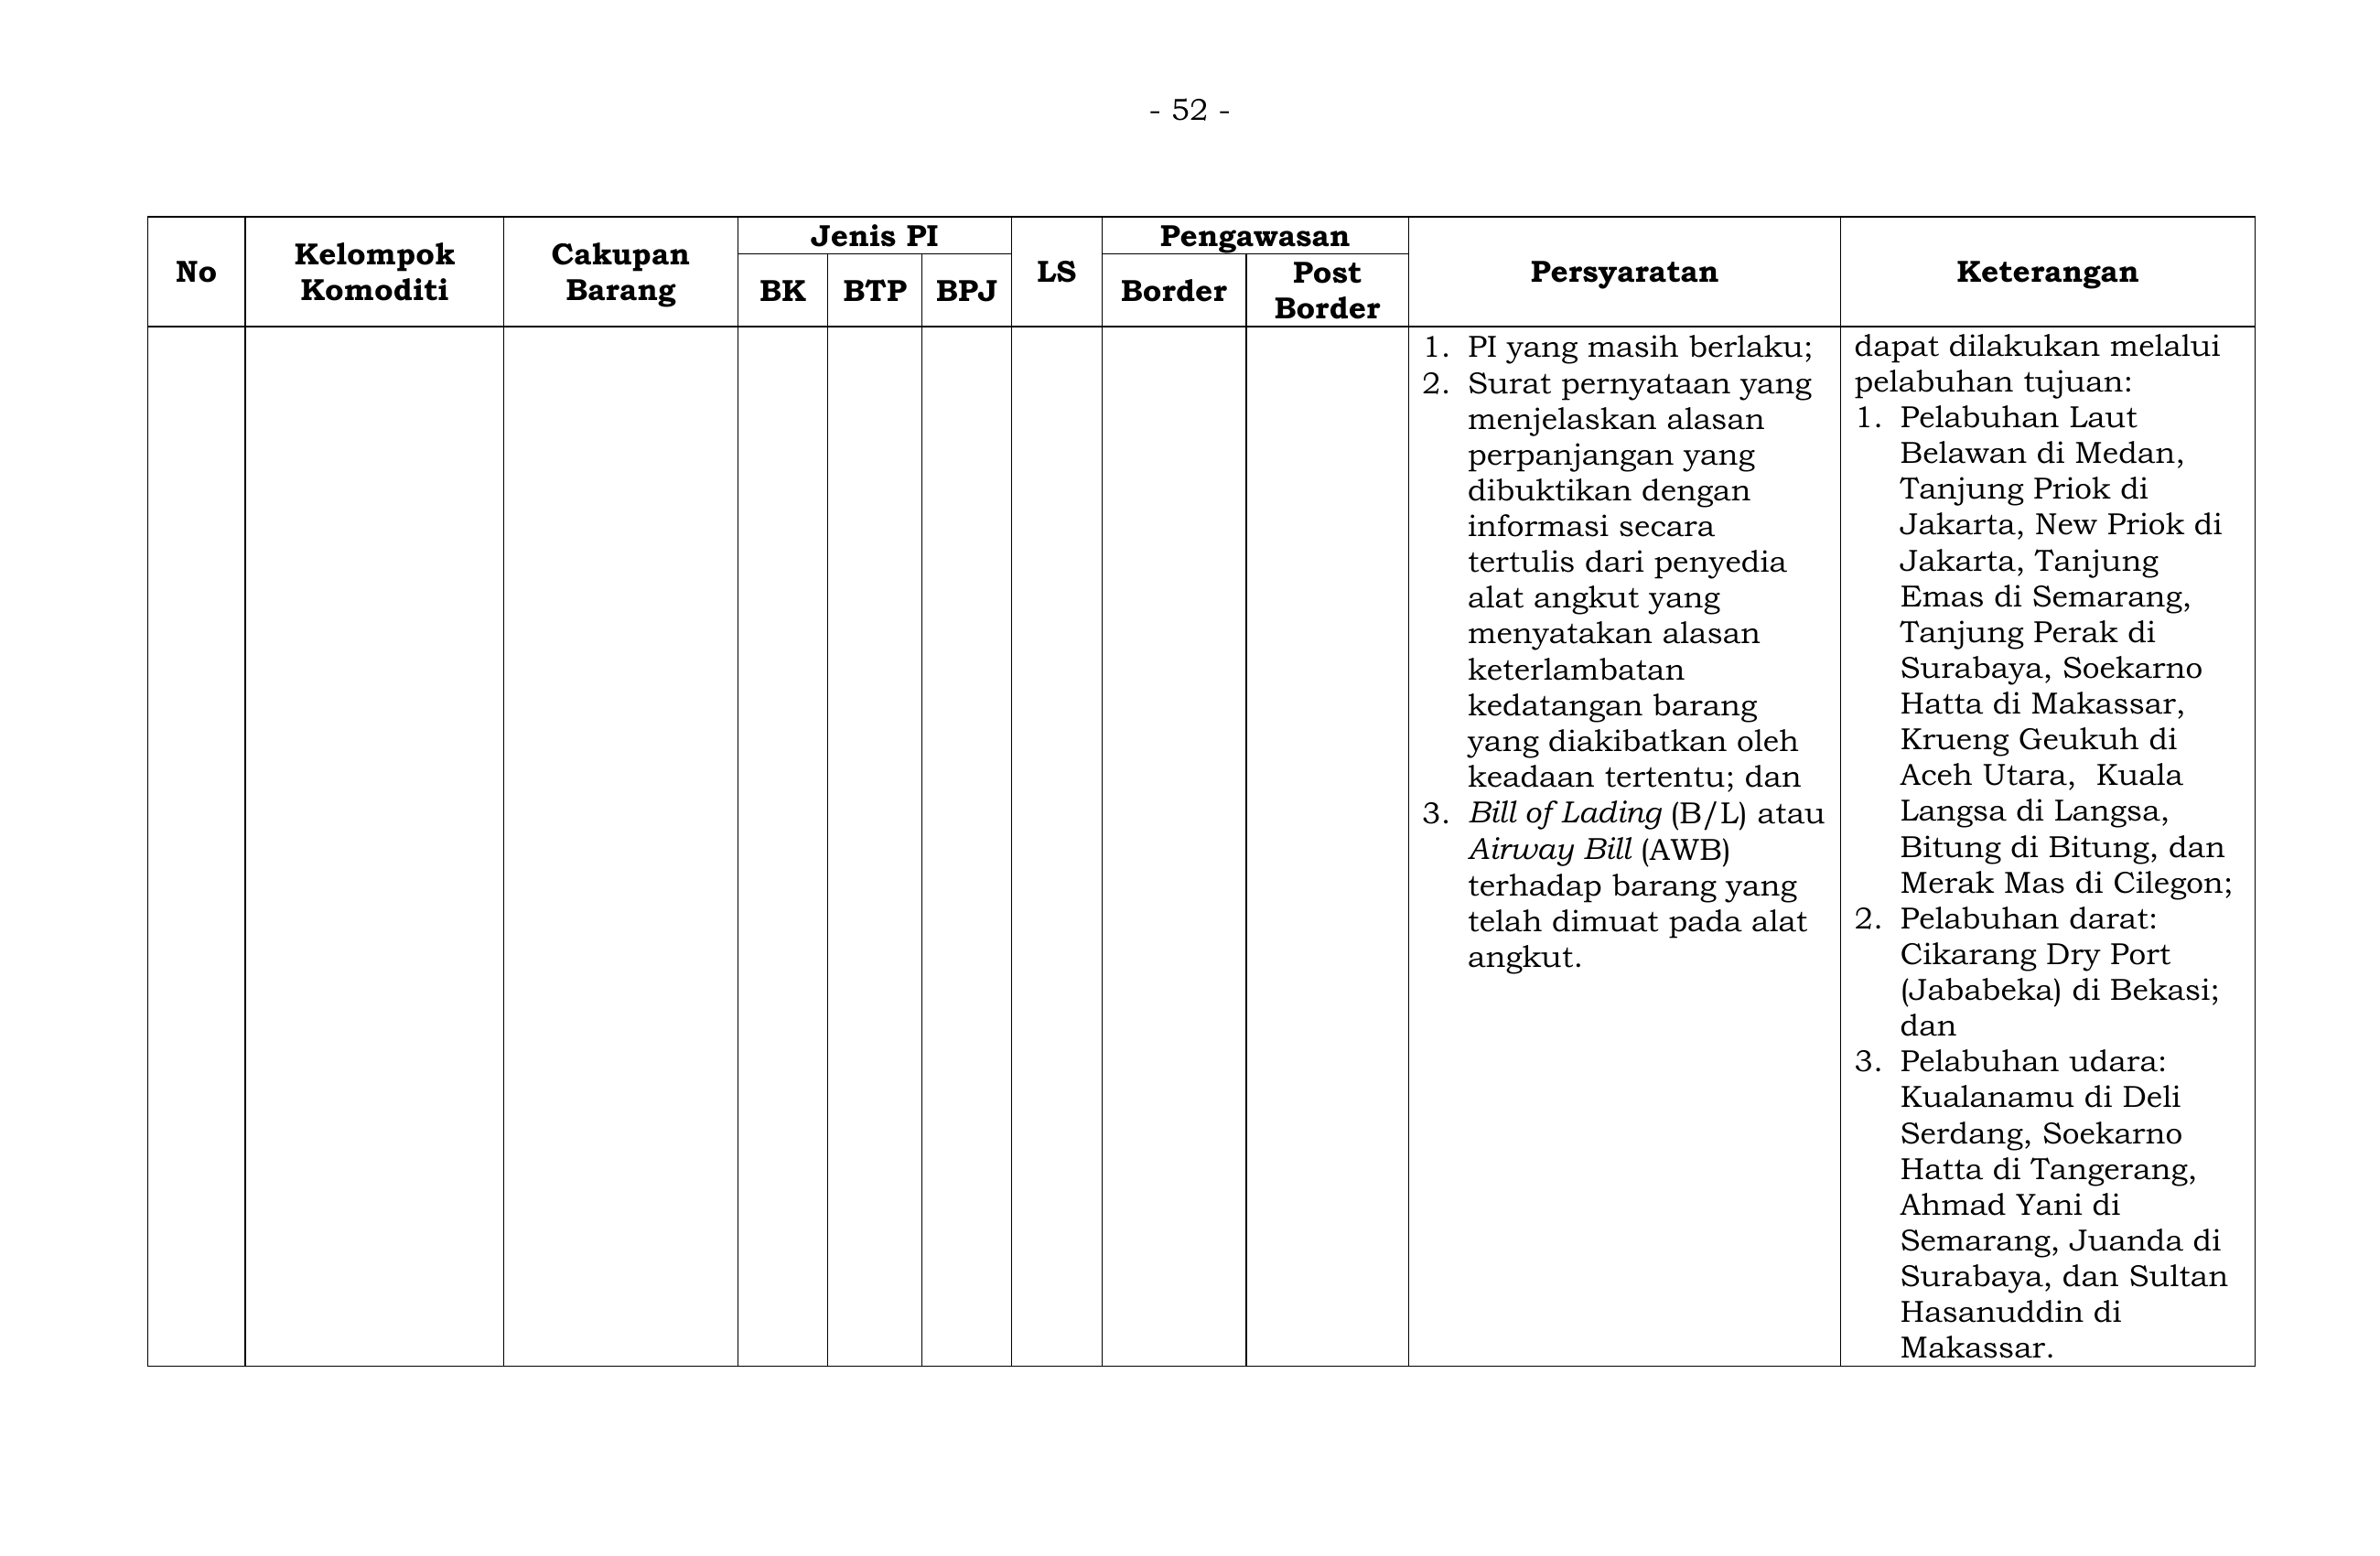 - 52 -
No
Kelompok
Komoditi
Cakupan
Barang
Jenis PI
BK
BTP
BPJ
LS
Pengawasan
Border
Post
Border
Persyaratan
Keterangan
1. PI yang masih berlaku;
2. Surat pernyataan yang
menjelaskan alasan
perpanjangan yang
dibuktikan dengan
informasi secara
tertulis dari penyedia
alat angkut yang
menyatakan alasan
keterlambatan
kedatangan barang
yang diakibatkan oleh
keadaan tertentu; dan
3. Bill of Lading (B/L) atau
Airway Bill (AWB)
terhadap barang yang
telah dimuat pada alat
angkut.
dapat dilakukan melalui
pelabuhan tujuan:
1. Pelabuhan Laut
Belawan di Medan,
Tanjung Priok di
Jakarta, New Priok di
Jakarta, Tanjung
Emas di Semarang,
Tanjung Perak di
Surabaya, Soekarno
Hatta di Makassar,
Krueng Geukuh di
Aceh Utara, Kuala
Langsa di Langsa,
Bitung di Bitung, dan
Merak Mas di Cilegon;
2. Pelabuhan darat:
Cikarang Dry Port
(Jababeka) di Bekasi;
dan
3. Pelabuhan udara:
Kualanamu di Deli
Serdang, Soekarno
Hatta di Tangerang,
Ahmad Yani di
Semarang, Juanda di
Surabaya, dan Sultan
Hasanuddin di
Makassar.